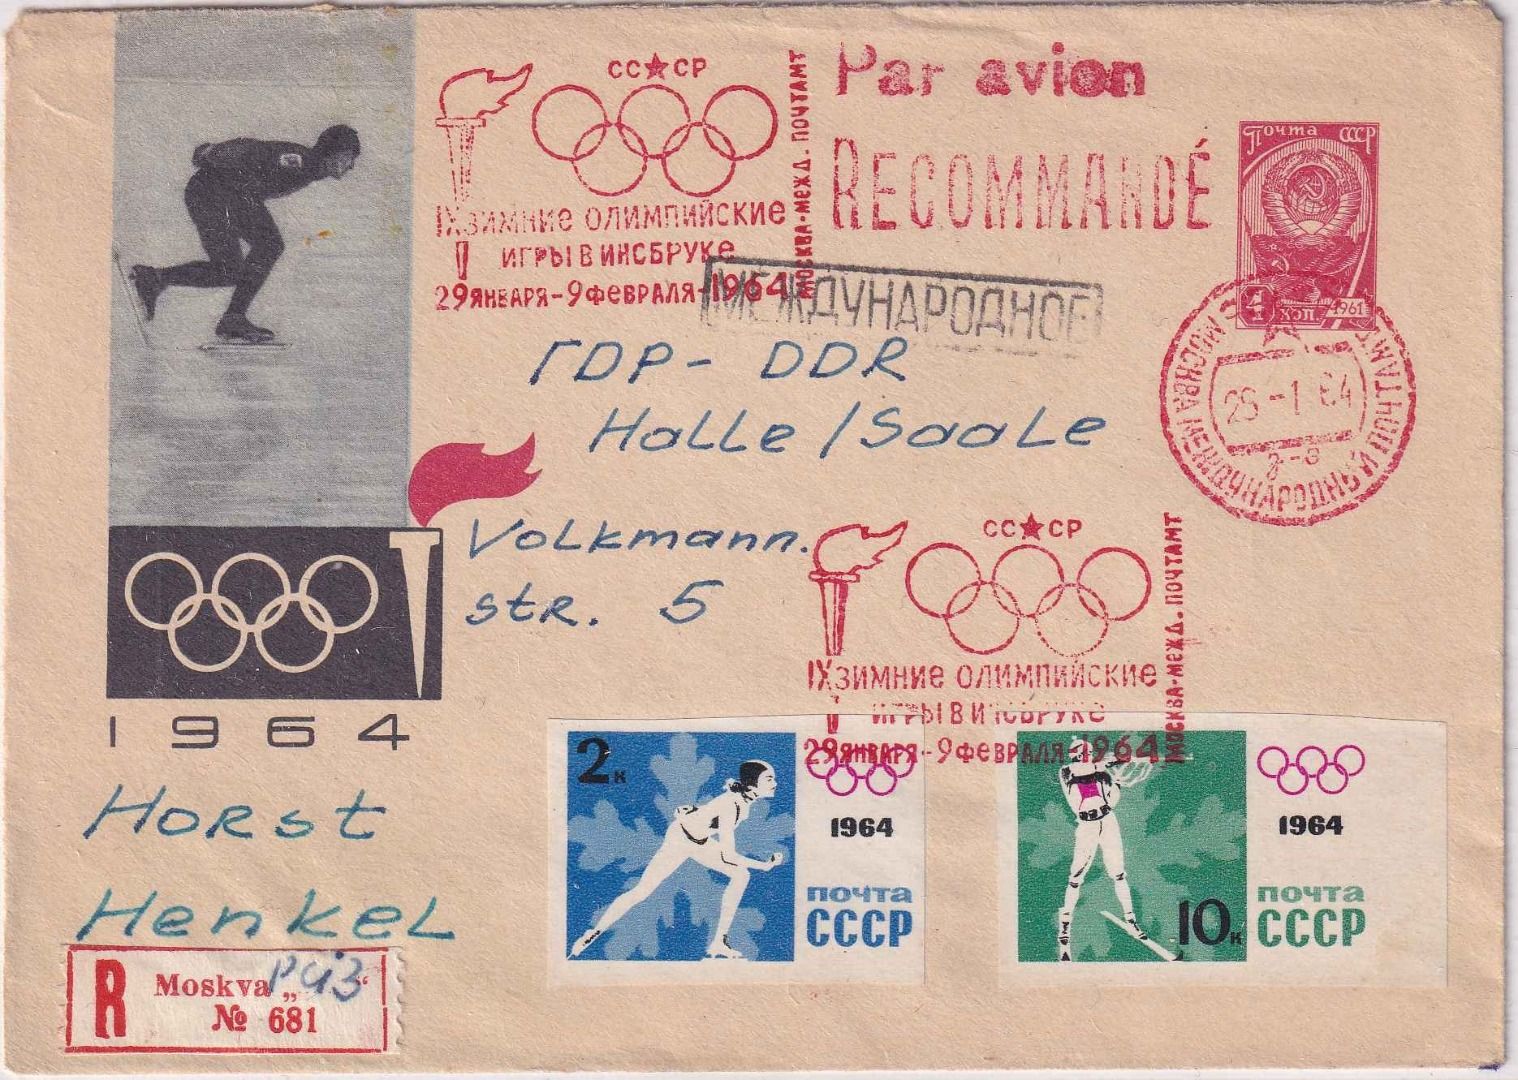 СС★СР
IX ЗИМНИЕ ОЛИМПИЙСКИЕ
ИГРЫ В ИНСБРУКЕ
29 ЯНВАРЯ-9 ФЕВРАЛЯ-1964
МОСКВА-МЕЖД. ПОЧТАМТ
Par avion
RECOMMANDÉ
Почта СССР
4 КОП. 1961
МЕЖДУНАРОДНОЕ
МОСКВА МЕЖДУНАРОДНЫЙ ПОЧТАМТ
28-1 64
ГДР- DDR
Halle/Saale
Volkmann.
str. 5
СС★СР
IX ЗИМНИЕ ОЛИМПИЙСКИЕ
ИГРЫ В ИНСБРУКЕ
29 ЯНВАРЯ-9 ФЕВРАЛЯ-1964
МОСКВА-МЕЖД. ПОЧТАМТ
1964
Horst
Henkel
2к
1964
почта
СССР
10к
1964
почта
СССР
R
Moskva „
№ 681